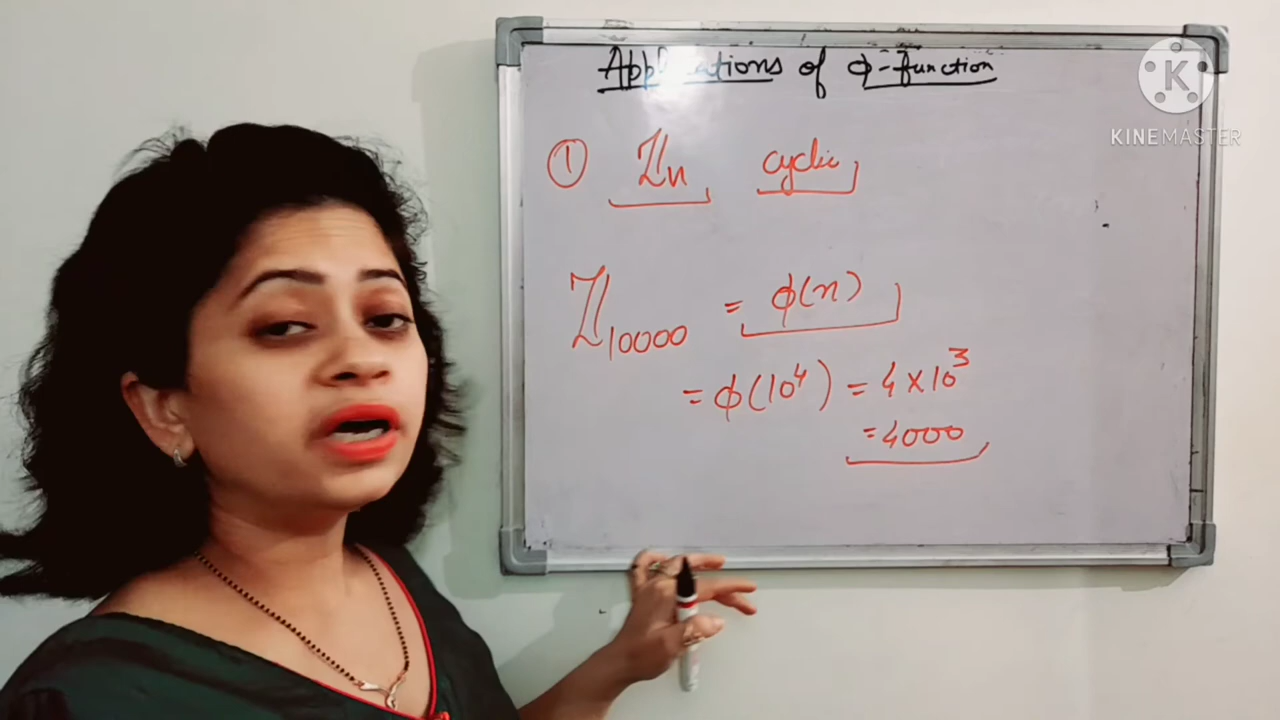 Applications of ϕ-function
① ℤn cyclic
ℤ10000 = ϕ(n)
= ϕ(10⁴) = 4 × 10³
= 4000
K
KINEMASTER